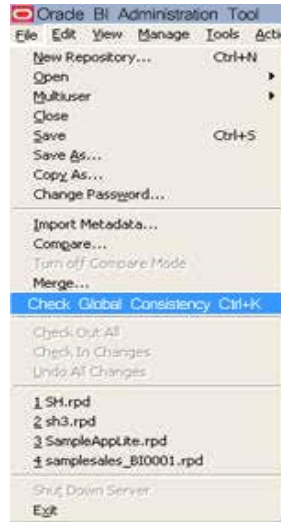 Oracle BI Administration Tool
File Edit View Manage Tools Acti
New Repository... Ctrl+N
Open
Multiuser
Close
Save Ctrl+S
Save As...
Copy As...
Change Password...
Import Metadata...
Compare...
Turn off Compare Mode
Merge...
Check Global Consistency Ctrl+K
Check Out All
Check In Changes
Undo All Changes
1 SH.rpd
2 sh3.rpd
3 SampleAppLite.rpd
4 samplesales_BI0001.rpd
Shut Down Server
Exit